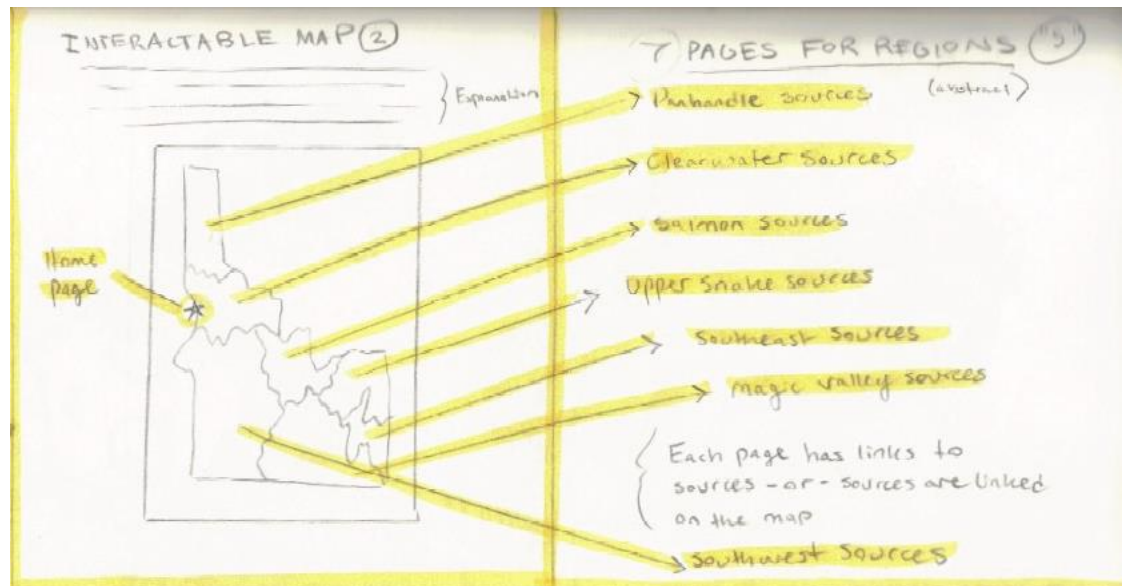 INTERACTABLE MAP 2
Explanation
Home
page
7 PAGES FOR REGIONS "5"
(abstract)
Panhandle sources
Clearwater sources
Salmon sources
Upper Snake sources
Southeast sources
Magic Valley sources
Each page has links to
sources - or - sources are linked
on the map
Southwest Sources